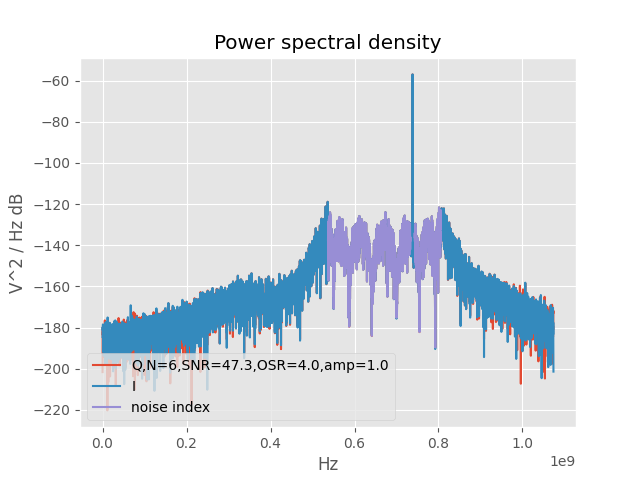 Power spectral density
V^2 / Hz dB
−60
−80
−100
−120
−140
−160
−180
−200
−220
Q,N=6,SNR=47.3,OSR=4.0,amp=1.0
I
noise index
0.0 0.2 0.4 0.6 0.8 1.0
1e9
Hz